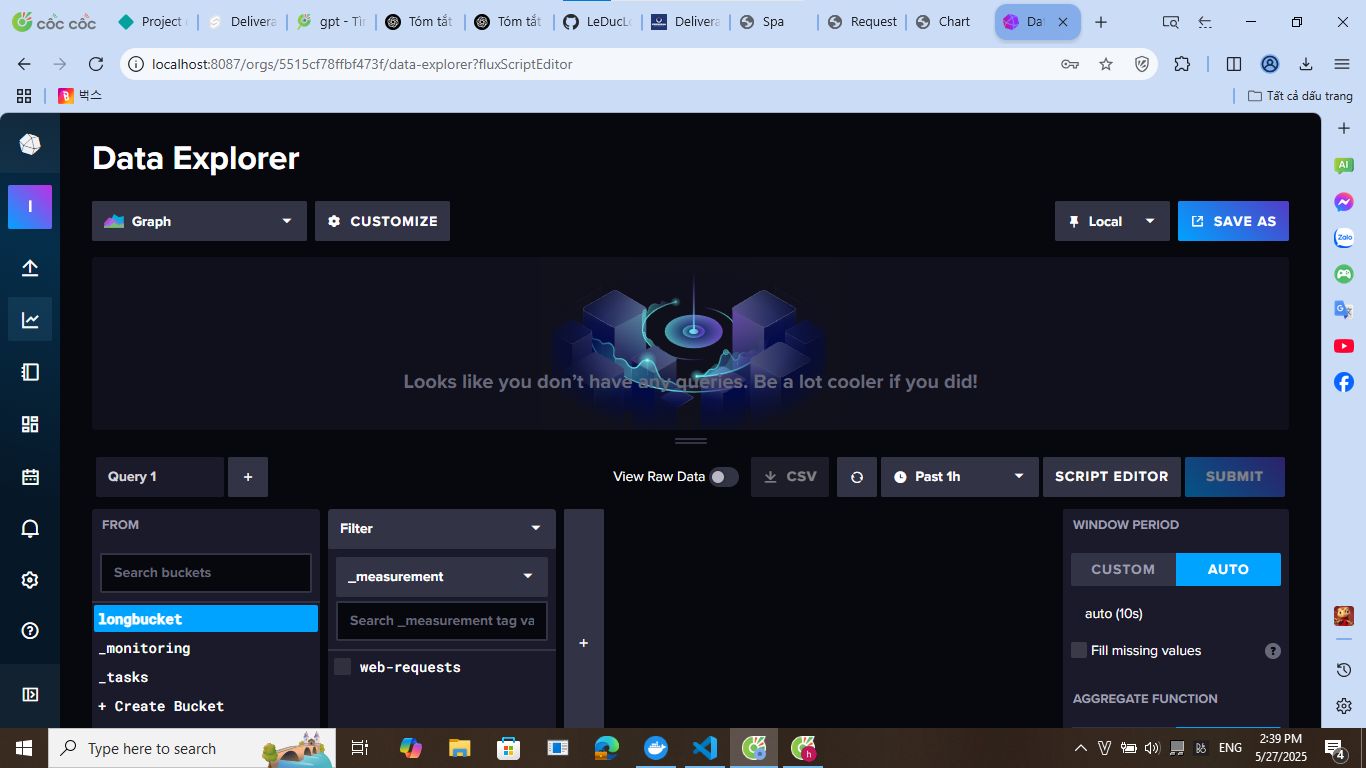 cốc cốc
Project
Delivera
gpt - Tìn
Tóm tắt
Tóm tắt
LeDucLo
Delivera
Spa
Request
Chart
Da
localhost:8087/orgs/5515cf78ffbf473f/data-explorer?fluxScriptEditor
벅스
Tất cả dấu trang
Data Explorer
I
Graph
CUSTOMIZE
Local
SAVE AS
AI
Zalo
Looks like you don’t have any queries. Be a lot cooler if you did!
Query 1
+
View Raw Data
CSV
Past 1h
SCRIPT EDITOR
SUBMIT
FROM
Filter
WINDOW PERIOD
Search buckets
_measurement
CUSTOM
AUTO
Search _measurement tag va
auto (10s)
longbucket
_monitoring
_tasks
+ Create Bucket
web-requests
+
Fill missing values
?
AGGREGATE FUNCTION
Type here to search
ENG
2:39 PM
5/27/2025
4